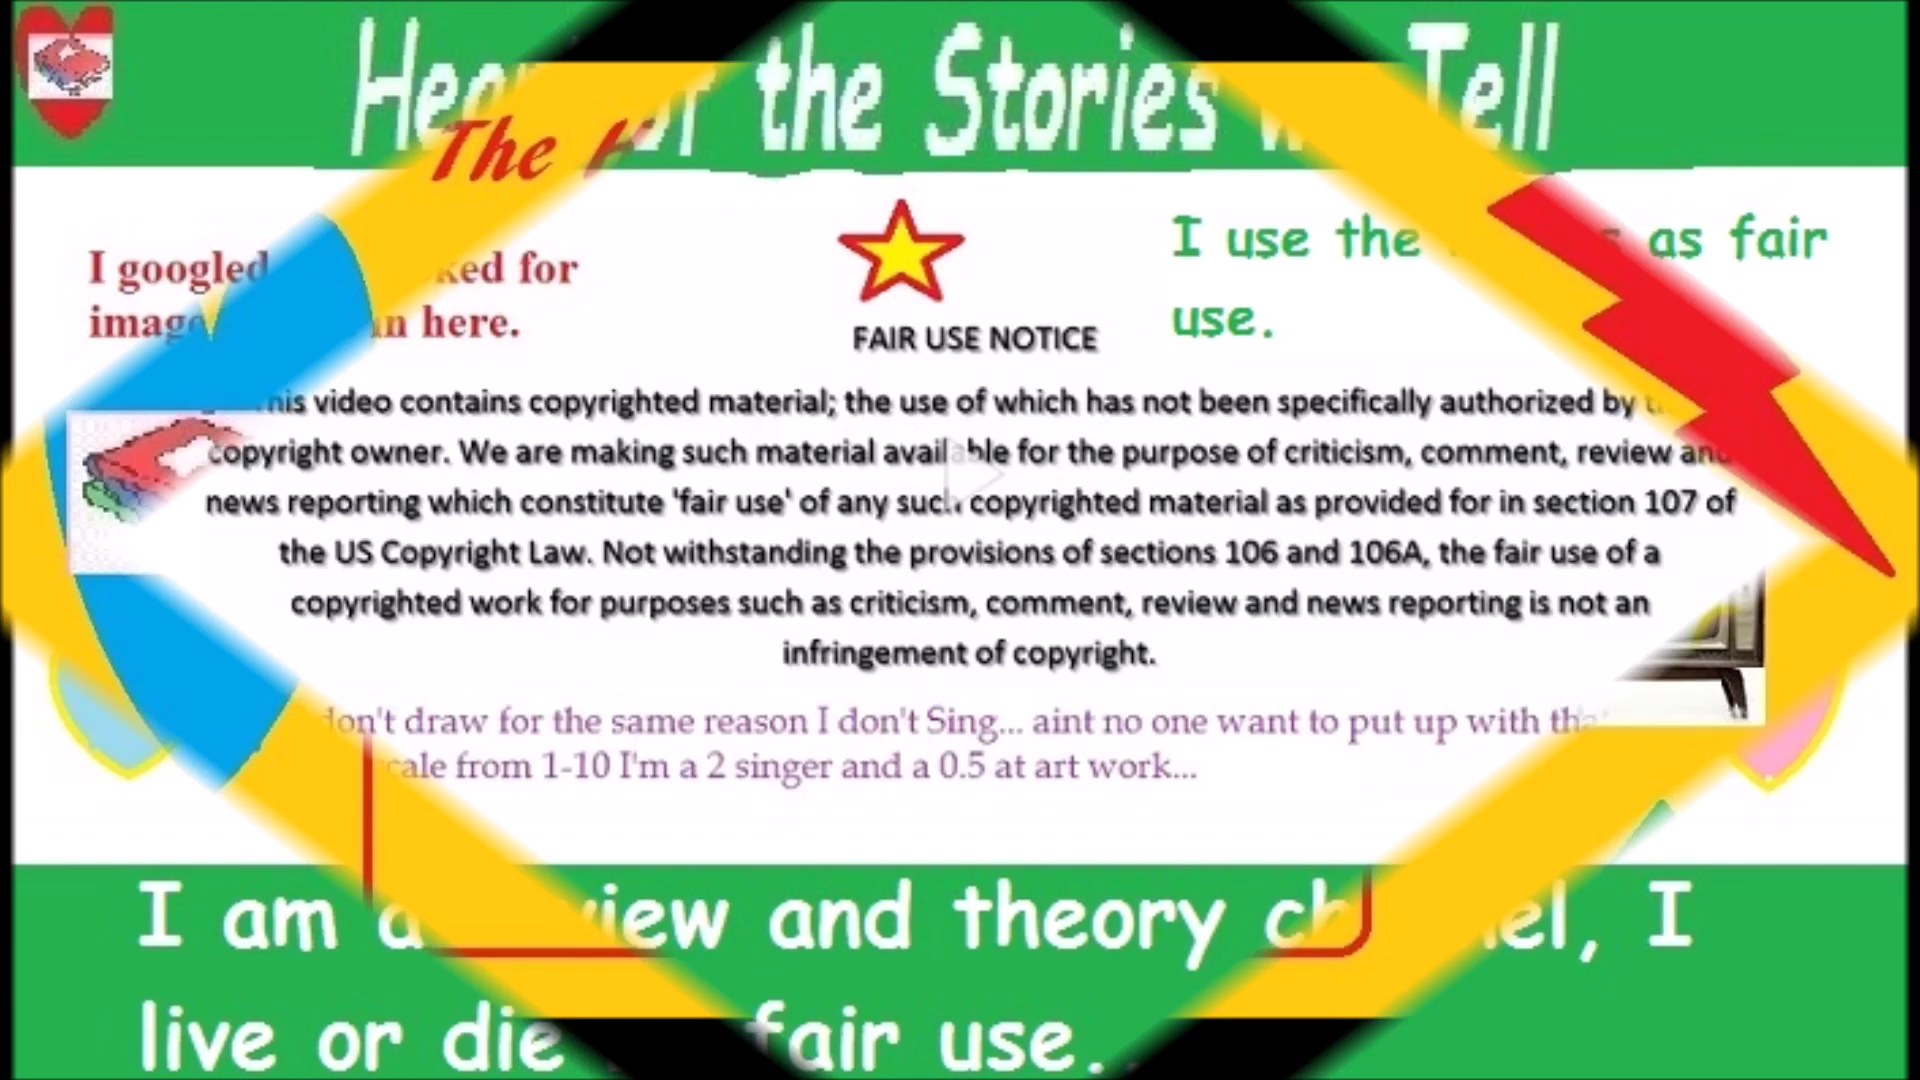 the Stories Tell
The
I googled ked for
in here.
I use the as fair
use.
FAIR USE NOTICE
video contains copyrighted material; the use of which has not been specifically authorized by
copyright owner. We are making such material available for the purpose of criticism, comment, review and
news reporting which constitute 'fair use' of any such copyrighted material as provided for in section 107 of
the US Copyright Law. Not withstanding the provisions of sections 106 and 106A, the fair use of a
copyrighted work for purposes such as criticism, comment, review and news reporting is not an
infringement of copyright.
don't draw for the same reason I don't Sing... aint no one want to put up with
cale from 1-10 I'm a 2 singer and a 0.5 at art work...
I am a view and theory I
live or die fair use.